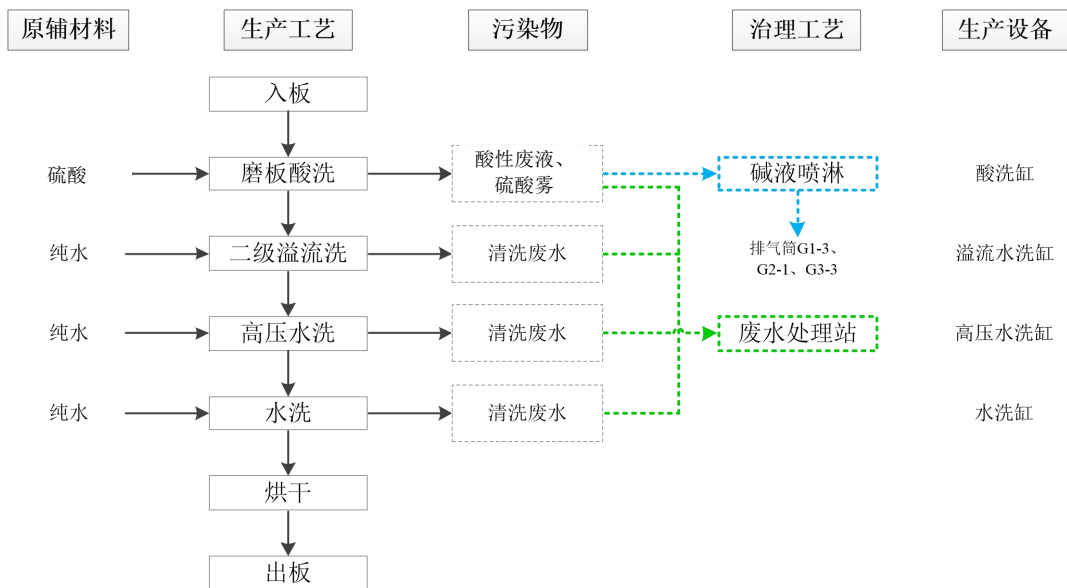 原辅材料
生产工艺
污染物
治理工艺
生产设备
入板
硫酸
磨板酸洗
酸性废液、
硫酸雾
碱液喷淋
酸洗缸
纯水
二级溢流洗
清洗废水
排气筒G1-3、
G2-1、G3-3
溢流水洗缸
纯水
高压水洗
清洗废水
废水处理站
高压水洗缸
纯水
水洗
清洗废水
水洗缸
烘干
出板